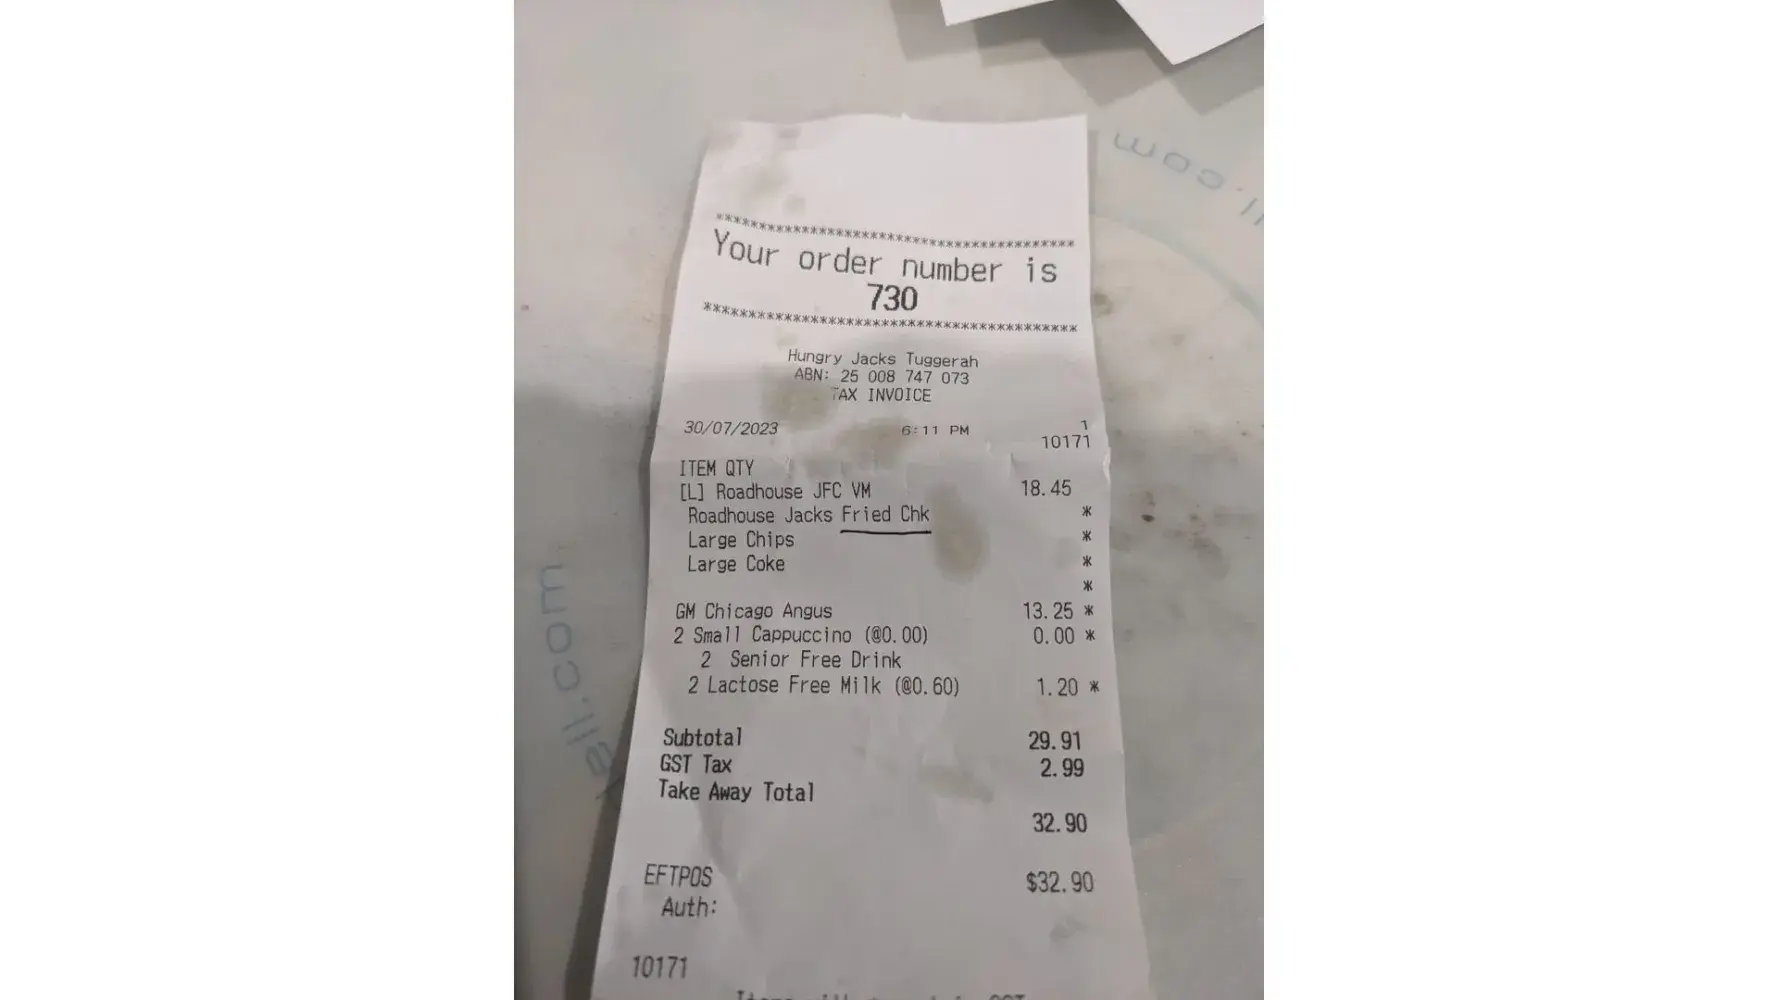 ****************************************
Your order number is
730
****************************************
Hungry Jacks Tuggerah
ABN: 25 008 747 073
TAX INVOICE
30/07/2023 6:11 PM 1
10171
ITEM QTY
[L] Roadhouse JFC VM 18.45
Roadhouse Jacks Fried Chk *
Large Chips *
Large Coke *
*
GM Chicago Angus 13.25 *
2 Small Cappuccino (@0.00) 0.00 *
2 Senior Free Drink
2 Lactose Free Milk (@0.60) 1.20 *
Subtotal 29.91
GST Tax 2.99
Take Away Total
32.90
EFTPOS $32.90
Auth:
10171
.com
all.com